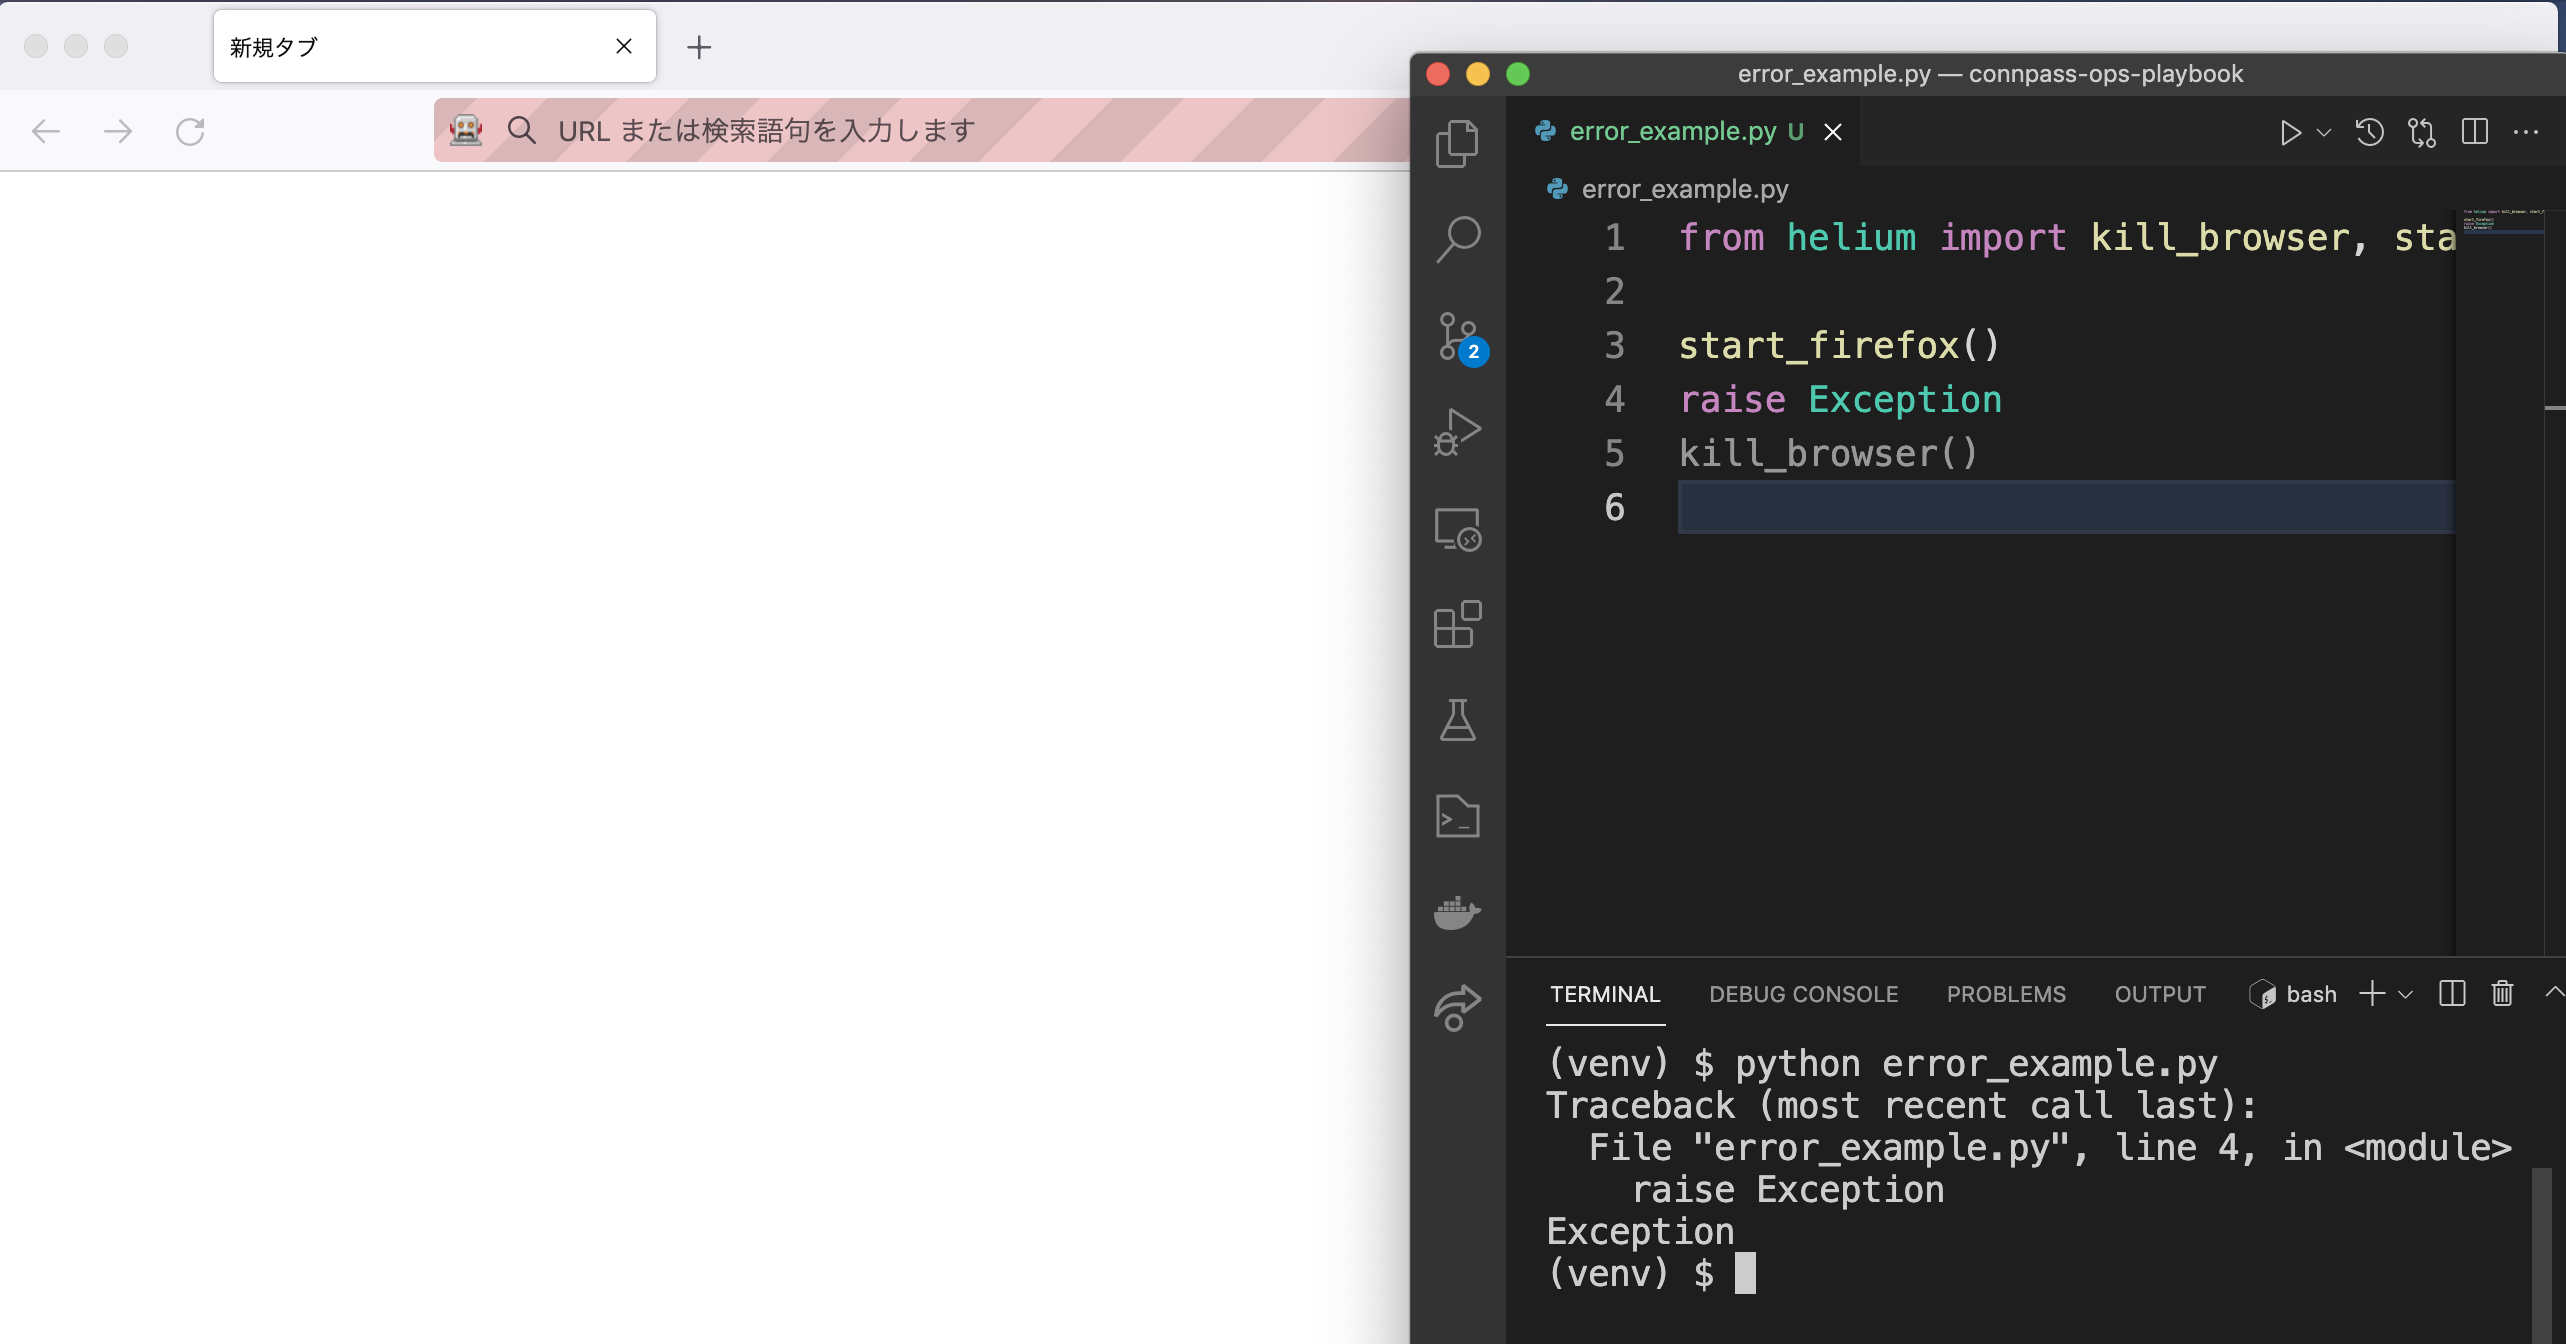 新規タブ
URL または検索語句を入力します
error_example.py — connpass-ops-playbook
error_example.py U
error_example.py
1 from helium import kill_browser, sta
2
3 start_firefox()
4 raise Exception
5 kill_browser()
6
2
TERMINAL DEBUG CONSOLE PROBLEMS OUTPUT bash
(venv) $ python error_example.py
Traceback (most recent call last):
File "error_example.py", line 4, in <module>
raise Exception
Exception
(venv) $